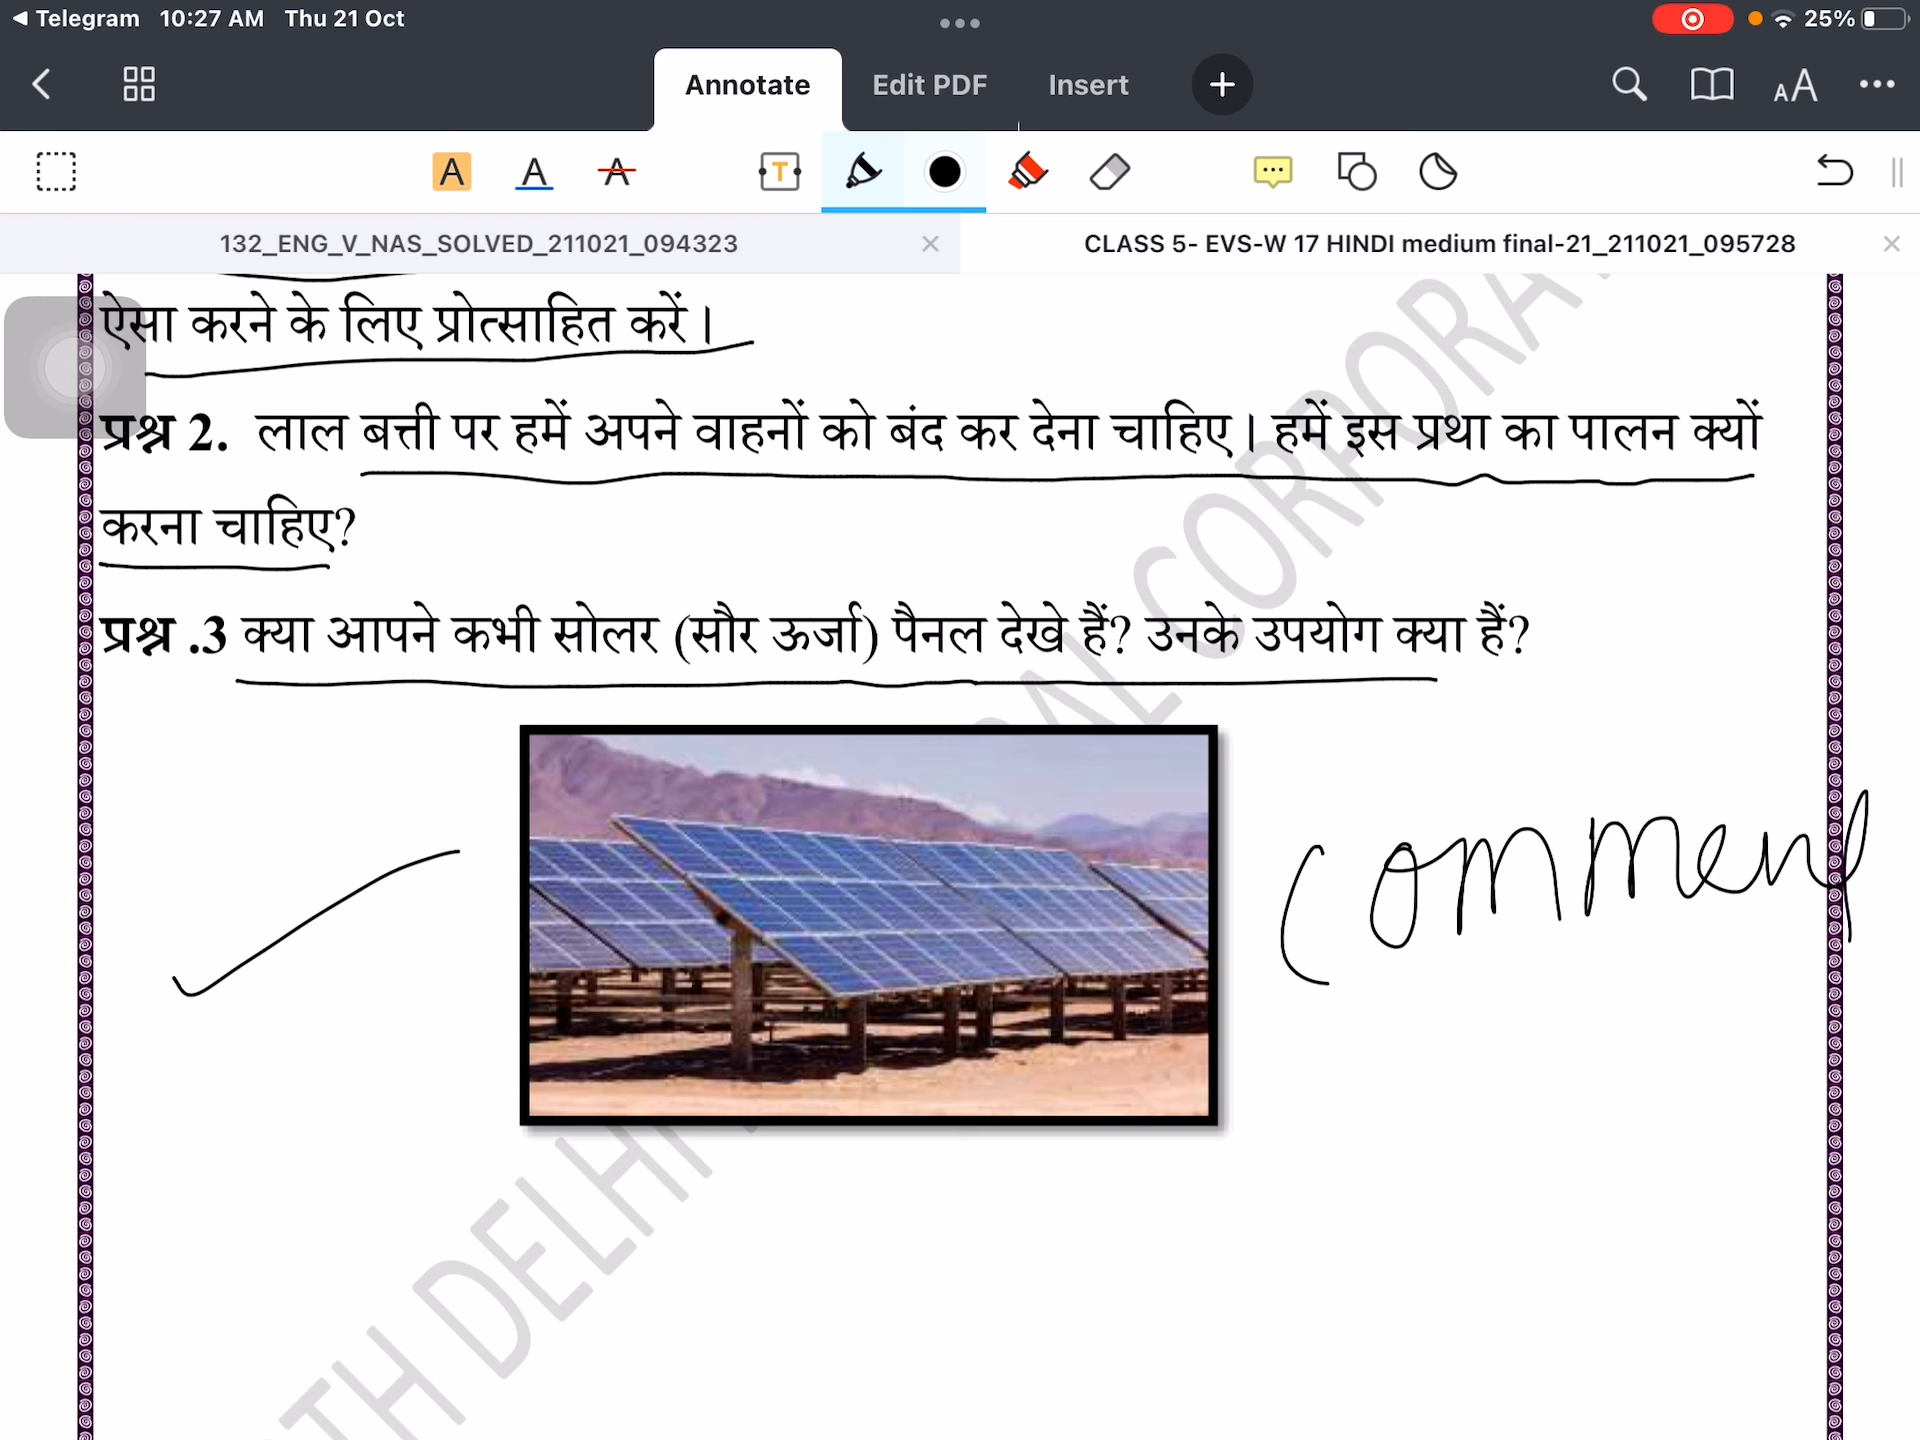 Telegram 10:27 AM Thu 21 Oct
25%
Annotate Edit PDF Insert
132_ENG_V_NAS_SOLVED_211021_094323
CLASS 5- EVS-W 17 HINDI medium final-21_211021_095728
ऐसा करने के लिए प्रोत्साहित करें।
प्रश्न 2. लाल बत्ती पर हमें अपने वाहनों को बंद कर देना चाहिए। हमें इस प्रथा का पालन क्यों
करना चाहिए?
प्रश्न .3 क्या आपने कभी सोलर (सौर ऊर्जा) पैनल देखे हैं? उनके उपयोग क्या हैं?
comment